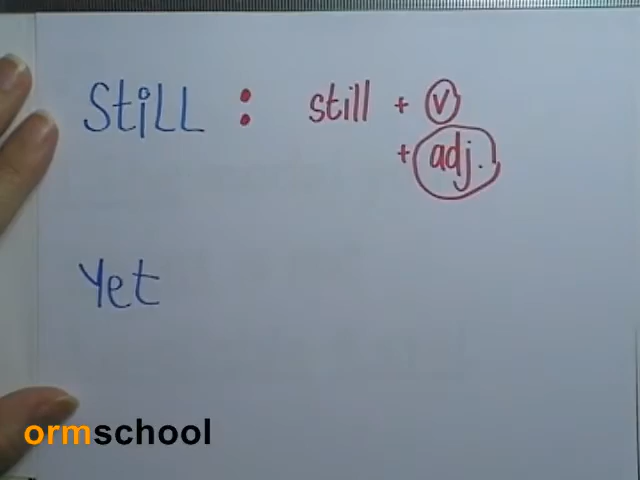 StiLL : still + v
+ adj.
Yet
ormschool